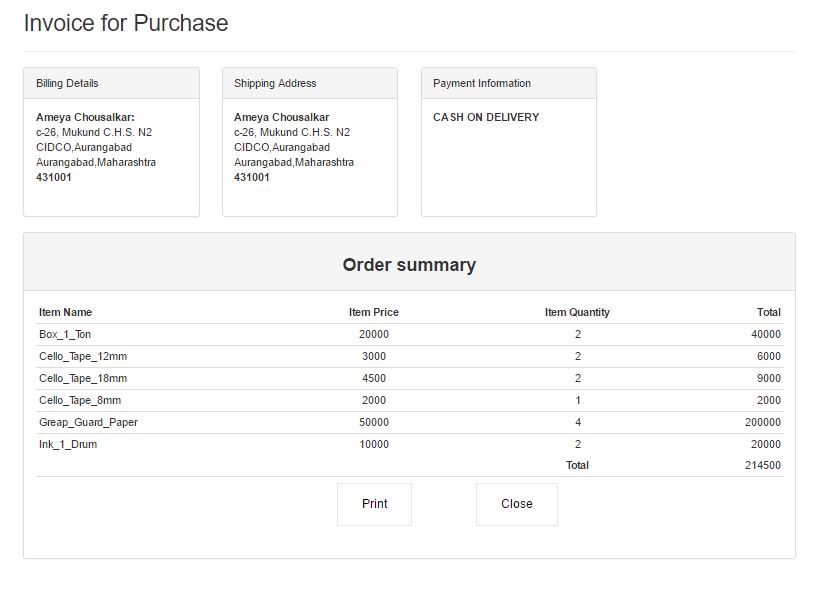 Invoice for Purchase
Billing Details
Ameya Chousalkar:
c-26, Mukund C.H.S. N2
CIDCO,Aurangabad
Aurangabad,Maharashtra
431001
Shipping Address
Ameya Chousalkar
c-26, Mukund C.H.S. N2
CIDCO,Aurangabad
Aurangabad,Maharashtra
431001
Payment Information
CASH ON DELIVERY
Order summary
Item Name Item Price Item Quantity Total
Box_1_Ton 20000 2 40000
Cello_Tape_12mm 3000 2 6000
Cello_Tape_18mm 4500 2 9000
Cello_Tape_8mm 2000 1 2000
Greap_Guard_Paper 50000 4 200000
Ink_1_Drum 10000 2 20000
Total 214500
Print Close